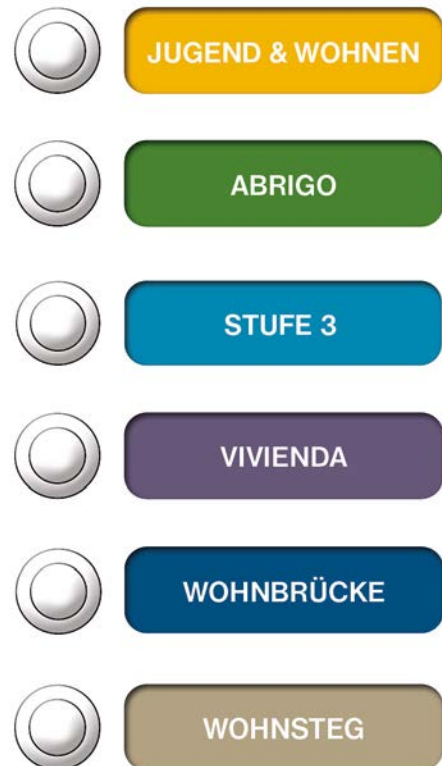 JUGEND & WOHNEN
ABRIGO
STUFE 3
VIVIENDA
WOHNBRÜCKE
WOHNSTEG